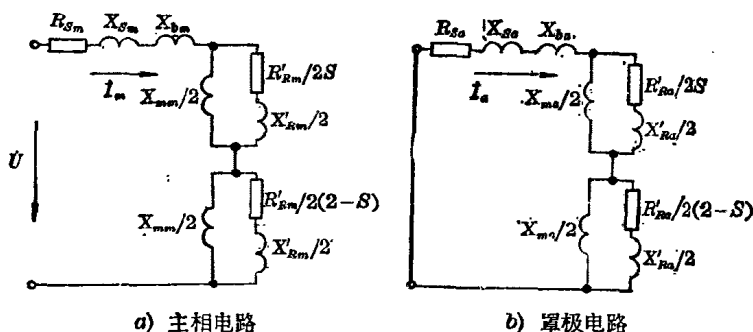 R_Sm X_Sm X_bm
R'_Rm/2S
İ_m
X_mm/2
X'_Rm/2
U̇
R'_Rm/2(2-S)
X_mm/2
X'_Rm/2
a) 主相电路
R_Sa X_Sa X_ba
R'_Ra/2S
İ_a
X_ma/2
X'_Ra/2
R'_Ra/2(2-S)
X_ma/2
X'_Ra/2
b) 罩极电路